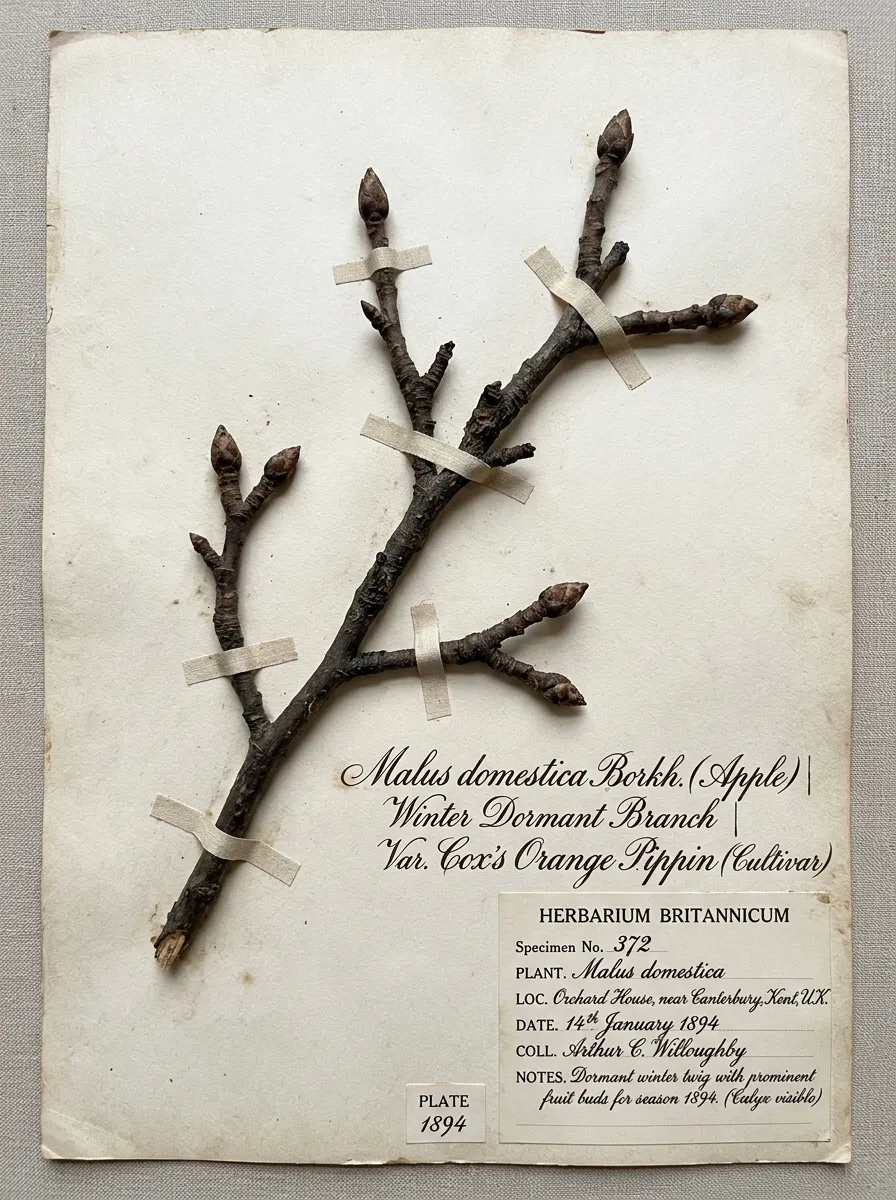 Malus domestica Borkh. (Apple) |
Winter Dormant Branch |
Var. Cox's Orange Pippin (Cultivar)
HERBARIUM BRITANNICUM
Specimen No. 372
PLANT. Malus domestica
LOC. Orchard House, near Canterbury, Kent, U.K.
DATE. 14th January 1894
COLL. Arthur C. Willoughby
NOTES. Dormant winter twig with prominent
fruit buds for season 1894. (Calyx visible)
PLATE
1894